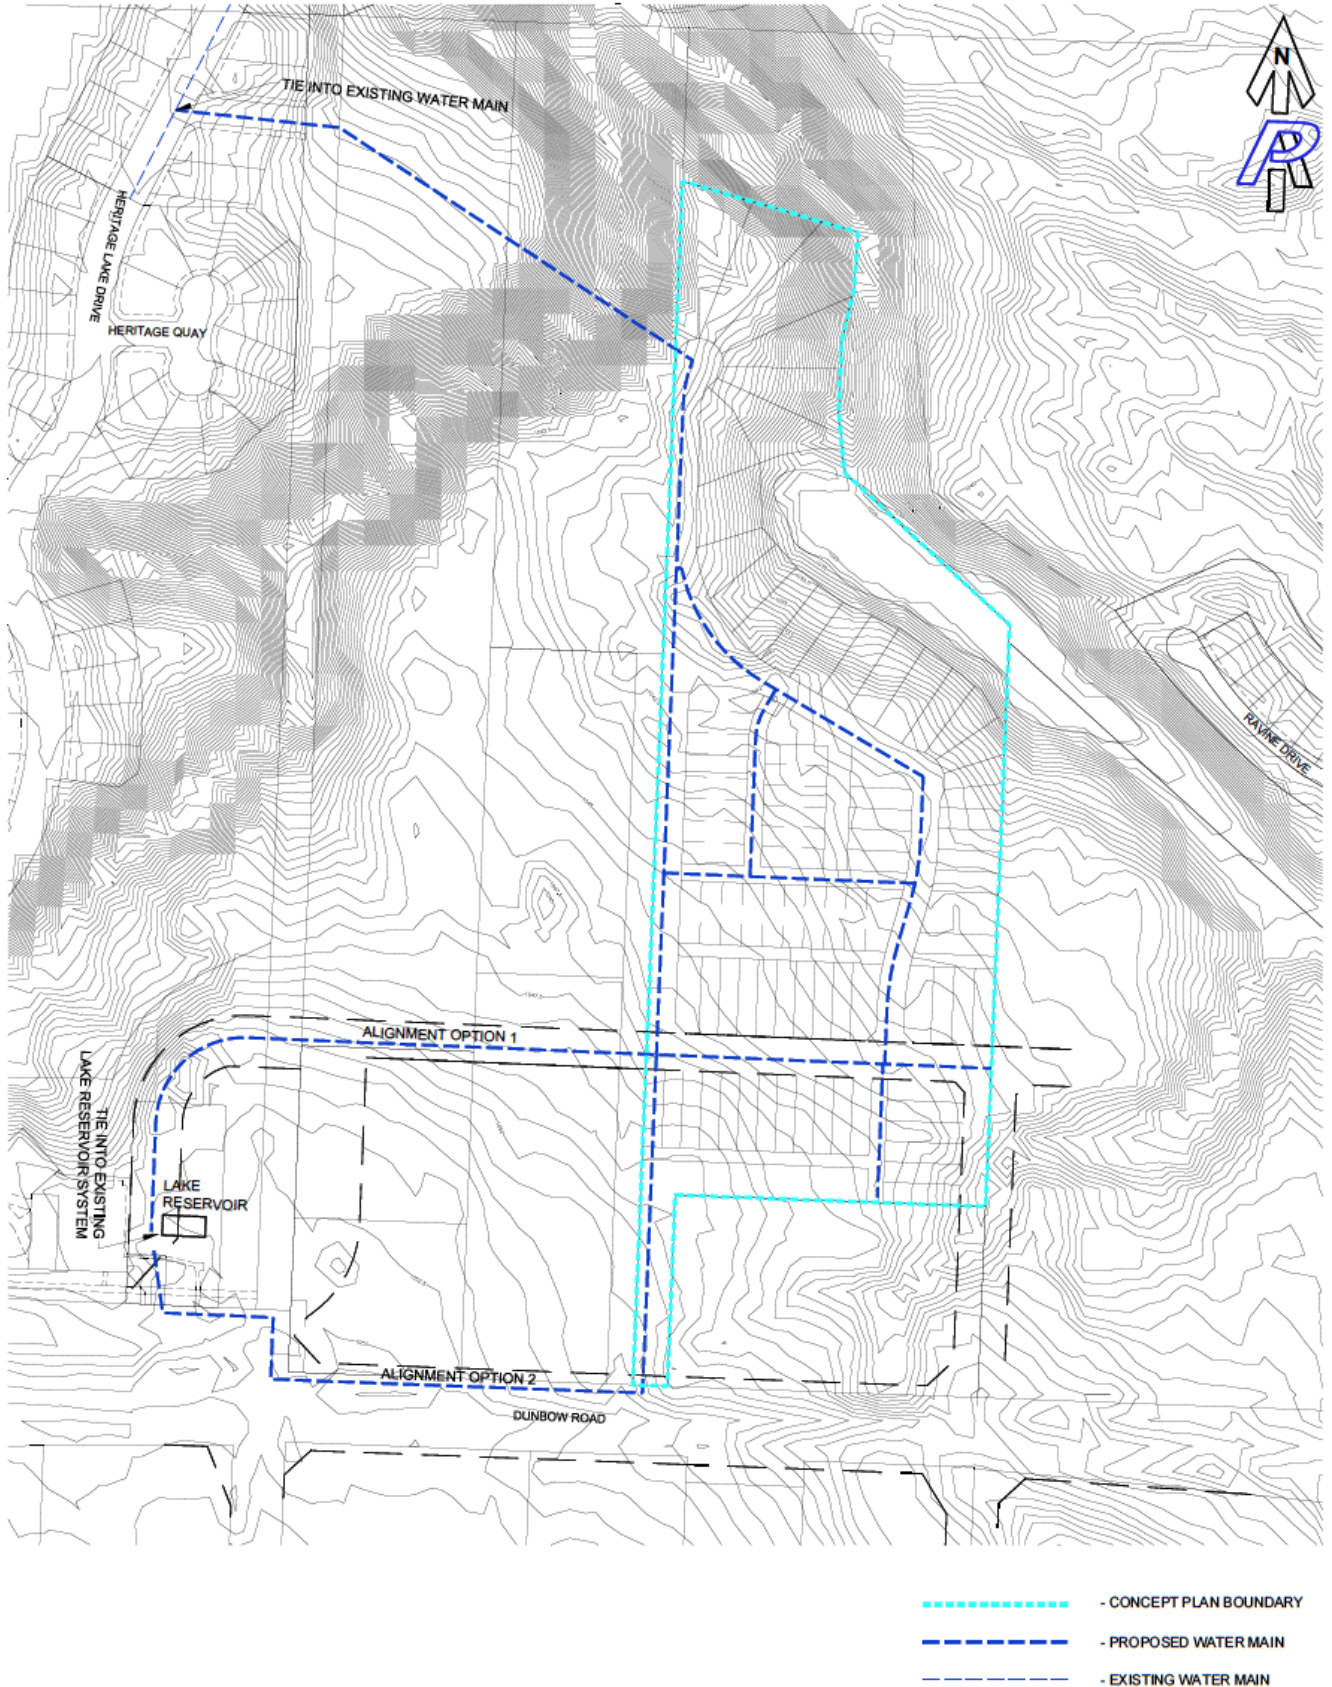 N
TIE INTO EXISTING WATER MAIN
HERITAGE LAKE DRIVE
HERITAGE QUAY
RAVINE DRIVE
ALIGNMENT OPTION 1
TIE INTO EXISTING
LAKE RESERVOIR SYSTEM
LAKE
RESERVOIR
ALIGNMENT OPTION 2
DUNBOW ROAD
- CONCEPT PLAN BOUNDARY
- PROPOSED WATER MAIN
- EXISTING WATER MAIN